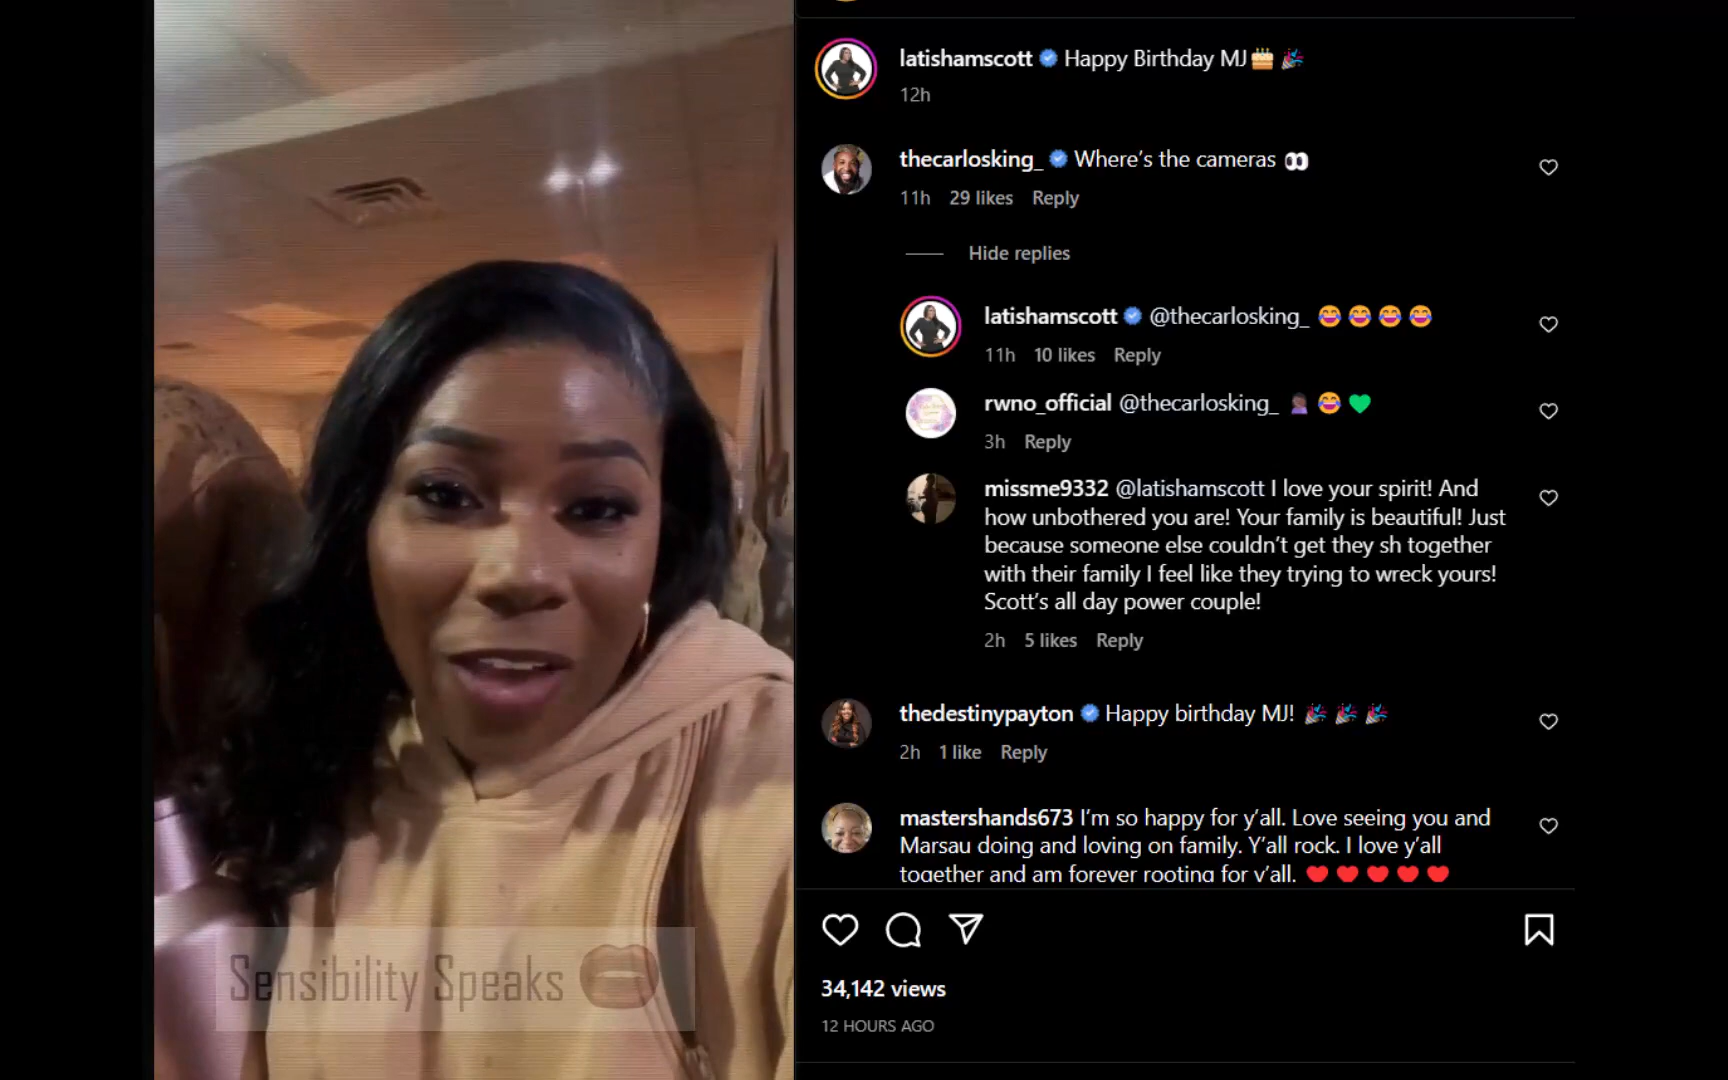 latishamscott Happy Birthday MJ🎂 🎉
12h
thecarlosking_ Where's the cameras 👀
11h 29 likes Reply
Hide replies
latishamscott @thecarlosking_ 😂 😂 😂 😂
11h 10 likes Reply
rwno_official @thecarlosking_ 🤦🏾‍♀️ 😂 💚
3h Reply
missme9332 @latishamscott I love your spirit! And
how unbothered you are! Your family is beautiful! Just
because someone else couldn't get they sh together
with their family I feel like they trying to wreck yours!
Scott's all day power couple!
2h 5 likes Reply
thedestinypayton Happy birthday MJ! 🎉 🎉 🎉
2h 1 like Reply
mastershands673 I'm so happy for y'all. Love seeing you and
Marsau doing and loving on family. Y'all rock. I love y'all
together and am forever rooting for y'all. ❤️ ❤️ ❤️ ❤️ ❤️
34,142 views
12 HOURS AGO
Sensibility Speaks